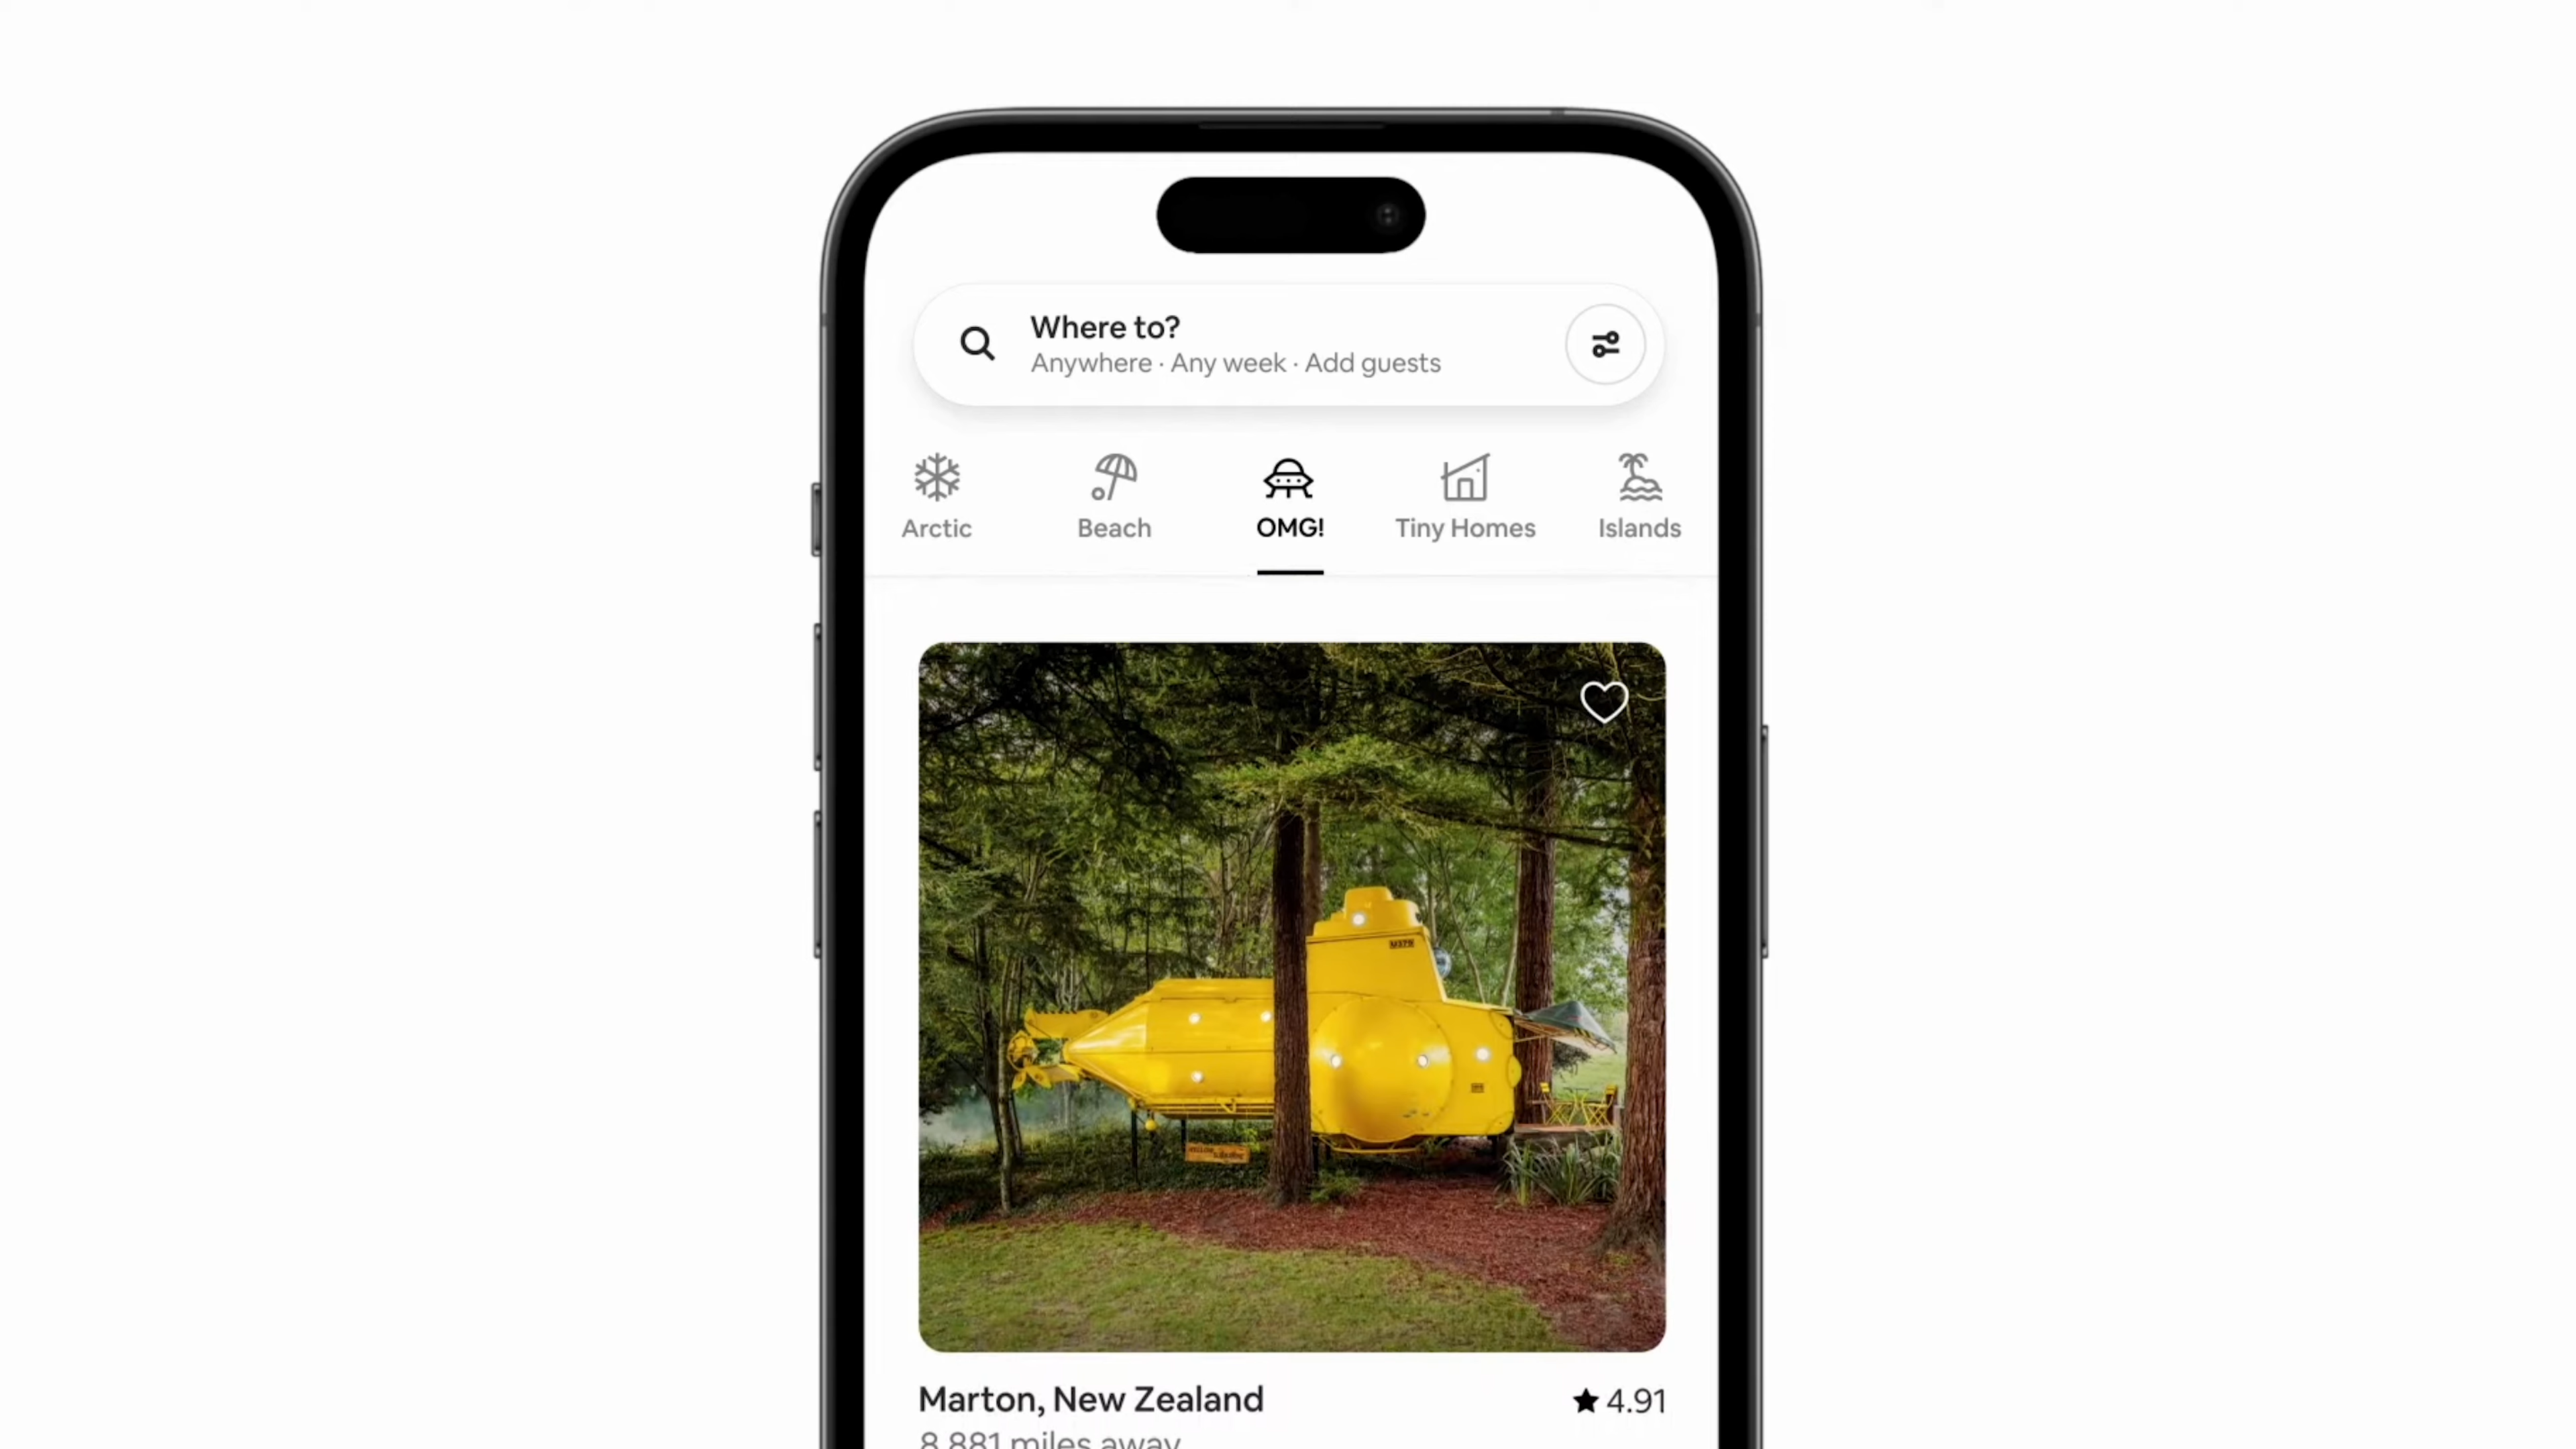 Where to?
Anywhere · Any week · Add guests
Arctic
Beach
OMG!
Tiny Homes
Islands
M370
Marton, New Zealand
★ 4.91
8,881 miles away